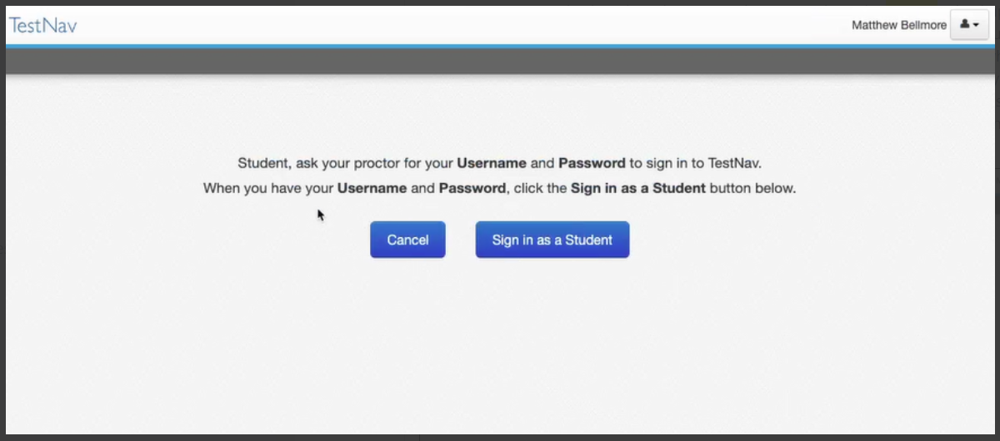 TestNav
Matthew Bellmore
Student, ask your proctor for your Username and Password to sign in to TestNav.
When you have your Username and Password, click the Sign in as a Student button below.
Cancel
Sign in as a Student